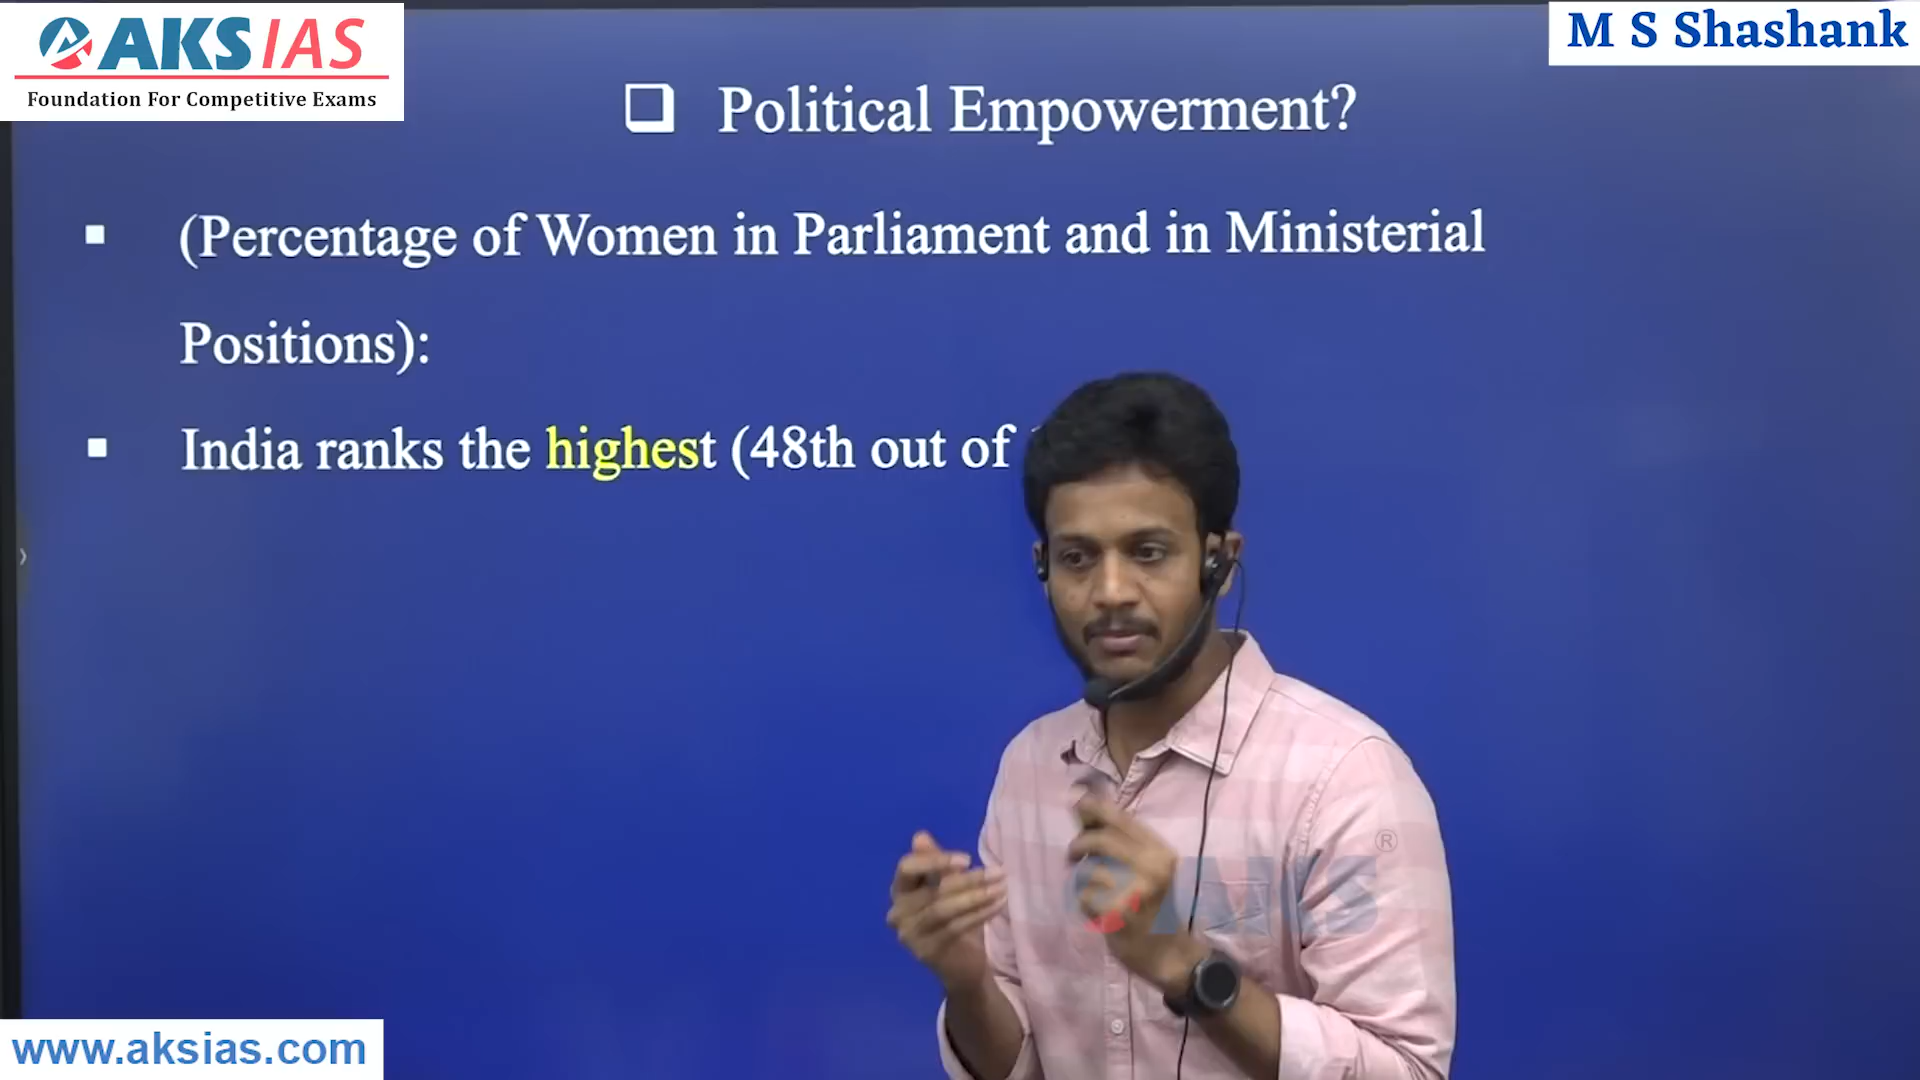 AKS IAS
Foundation For Competitive Exams
M S Shashank
❑ Political Empowerment?
▪ (Percentage of Women in Parliament and in Ministerial
Positions):
▪ India ranks the highest (48th out of
AKS ®
www.aksias.com